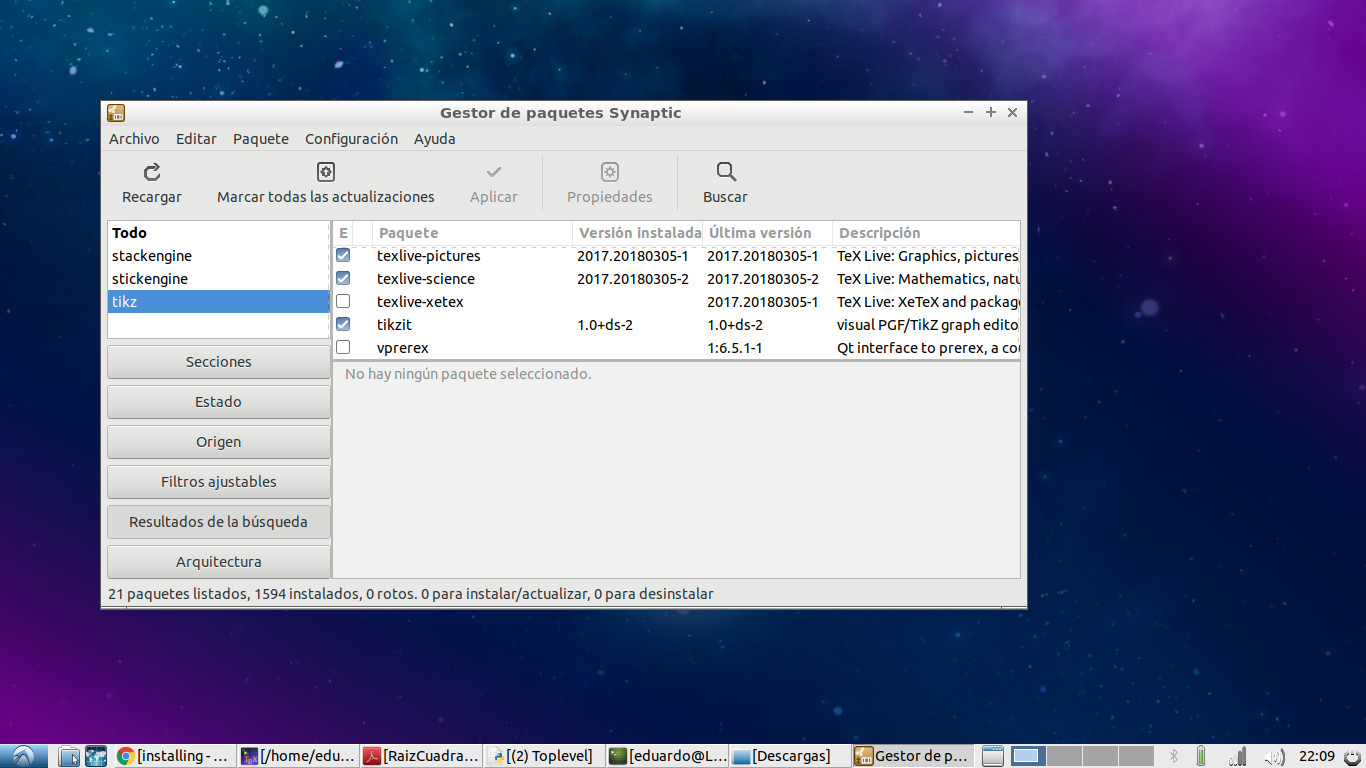 Gestor de paquetes Synaptic
Archivo Editar Paquete Configuración Ayuda
Recargar Marcar todas las actualizaciones Aplicar Propiedades Buscar
Todo
stackengine
stickengine
tikz
E Paquete Versión instalada Última versión Descripción
texlive-pictures 2017.20180305-1 2017.20180305-1 TeX Live: Graphics, pictures,
texlive-science 2017.20180305-2 2017.20180305-2 TeX Live: Mathematics, natu
texlive-xetex 2017.20180305-1 TeX Live: XeTeX and packag
tikzit 1.0+ds-2 1.0+ds-2 visual PGF/TikZ graph edito
vprerex 1:6.5.1-1 Qt interface to prerex, a cou
No hay ningún paquete seleccionado.
Secciones
Estado
Origen
Filtros ajustables
Resultados de la búsqueda
Arquitectura
21 paquetes listados, 1594 instalados, 0 rotos. 0 para instalar/actualizar, 0 para desinstalar
[installing - ... [/home/edu... [RaizCuadra... [(2) Toplevel] [eduardo@L... [Descargas] Gestor de p... 22:09